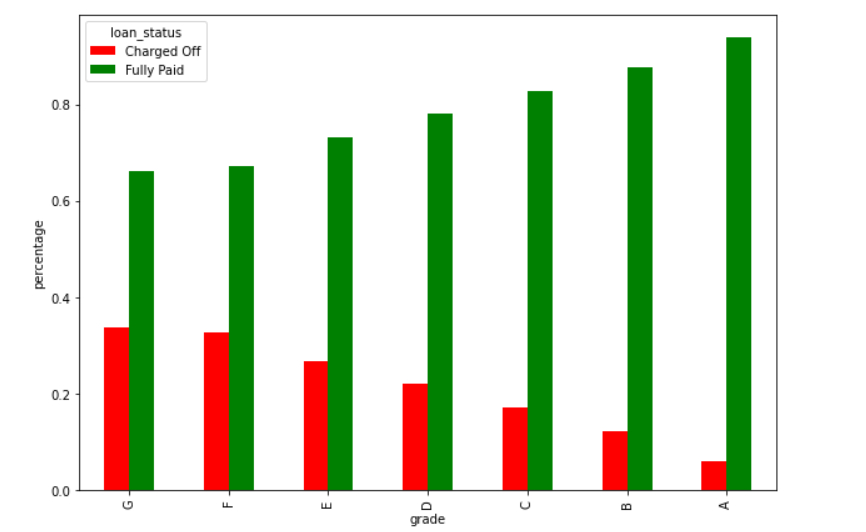 loan_status
Charged Off
Fully Paid
0.8
0.6
0.4
0.2
0.0
percentage
G F E D C B A
grade